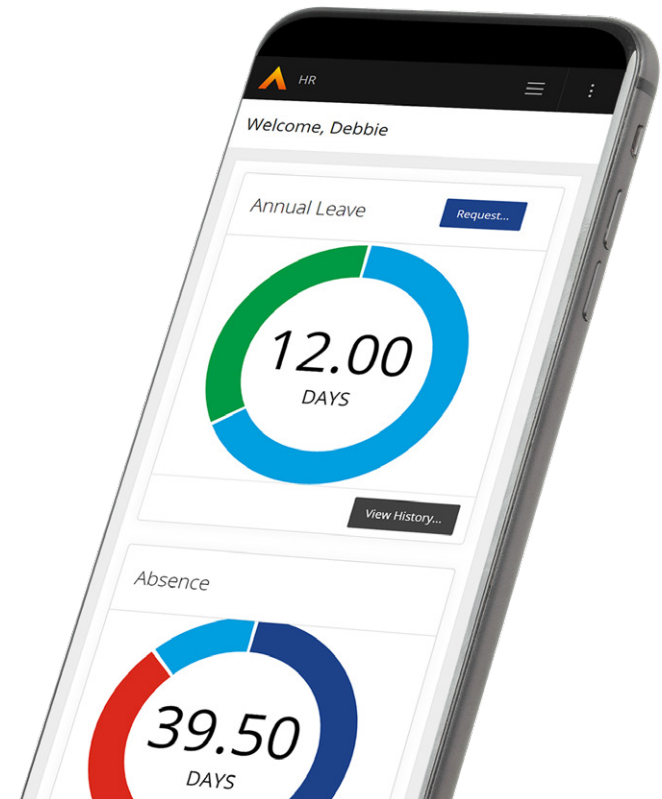 HR
Welcome, Debbie
Annual Leave
Request...
12.00
DAYS
View History...
Absence
39.50
DAYS